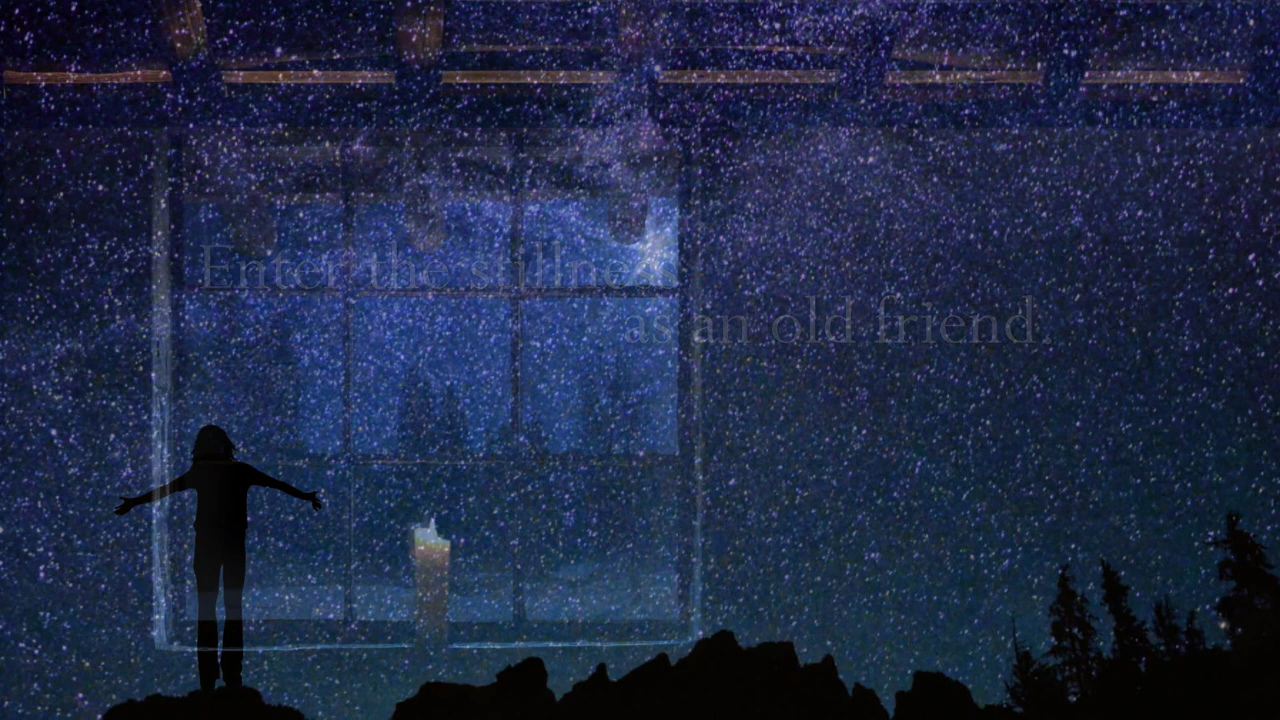 Enter the stillness
as an old friend.